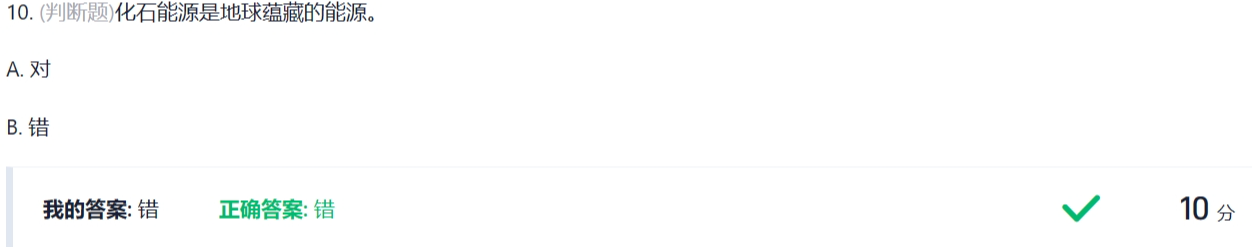 10. (判断题)化石能源是地球蕴藏的能源。
A. 对
B. 错
我的答案: 错 正确答案: 错 10 分